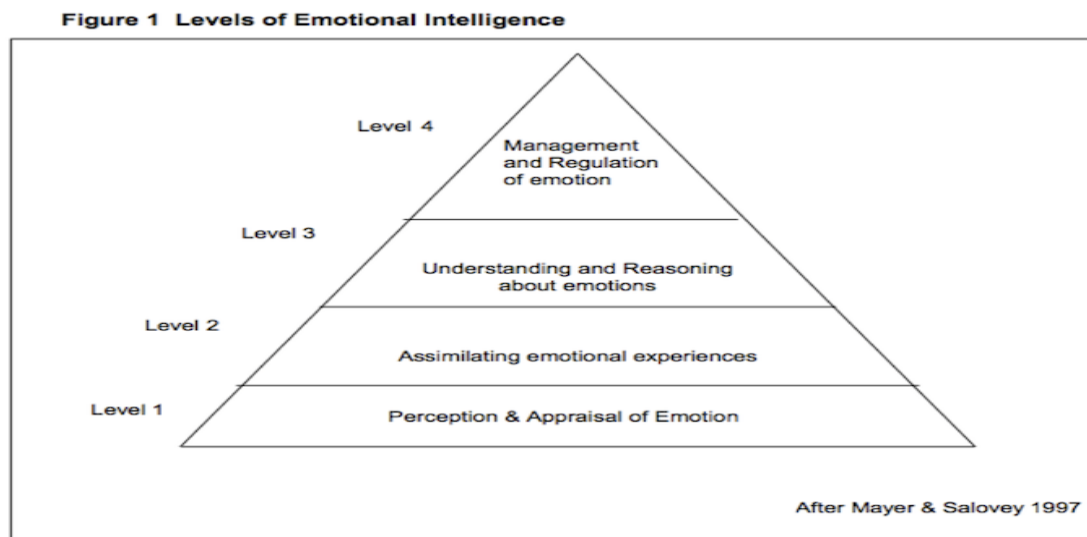 Figure 1 Levels of Emotional Intelligence
Level 4
Management
and Regulation
of emotion
Level 3
Understanding and Reasoning
about emotions
Level 2
Assimilating emotional experiences
Level 1
Perception & Appraisal of Emotion
After Mayer & Salovey 1997